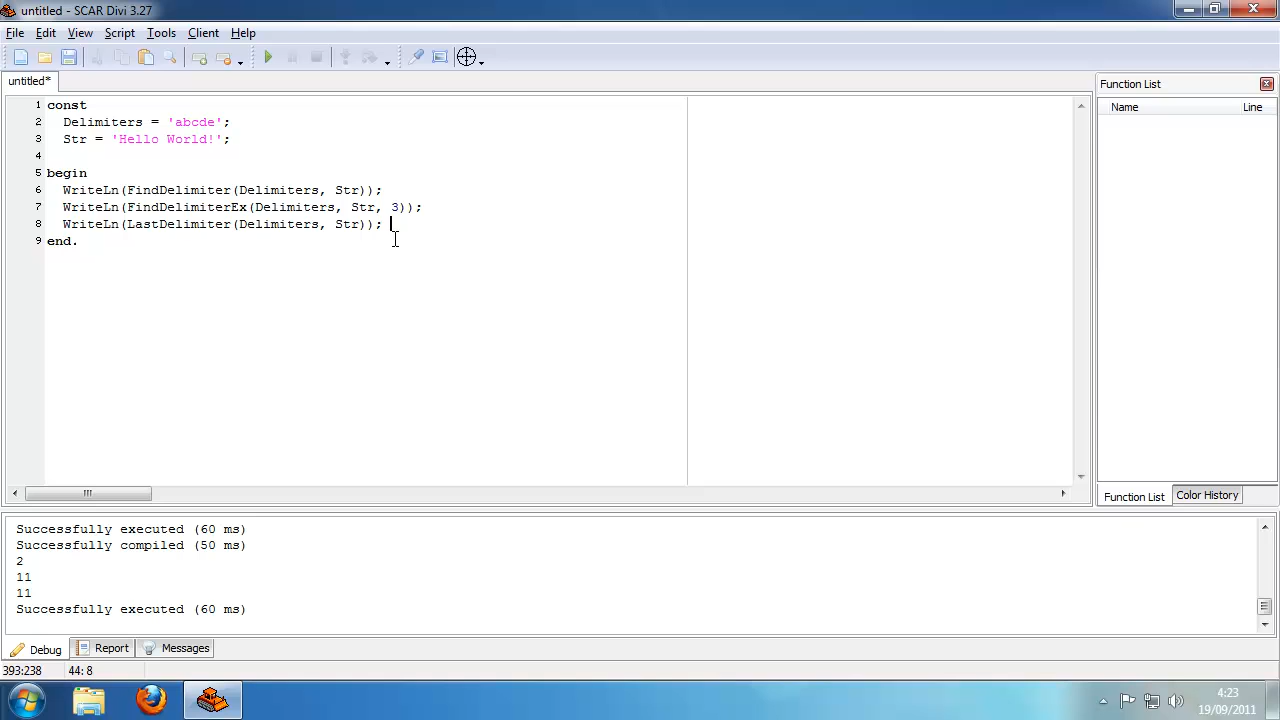 untitled - SCAR Divi 3.27
File Edit View Script Tools Client Help
untitled*
1 const
2 Delimiters = 'abcde';
3 Str = 'Hello World!';
4
5 begin
6 WriteLn(FindDelimiter(Delimiters, Str));
7 WriteLn(FindDelimiterEx(Delimiters, Str, 3));
8 WriteLn(LastDelimiter(Delimiters, Str));
9 end.
Function List
Name Line
Function List Color History
Successfully executed (60 ms)
Successfully compiled (50 ms)
2
11
11
Successfully executed (60 ms)
Debug Report Messages
393:238 44: 8
4:23
19/09/2011